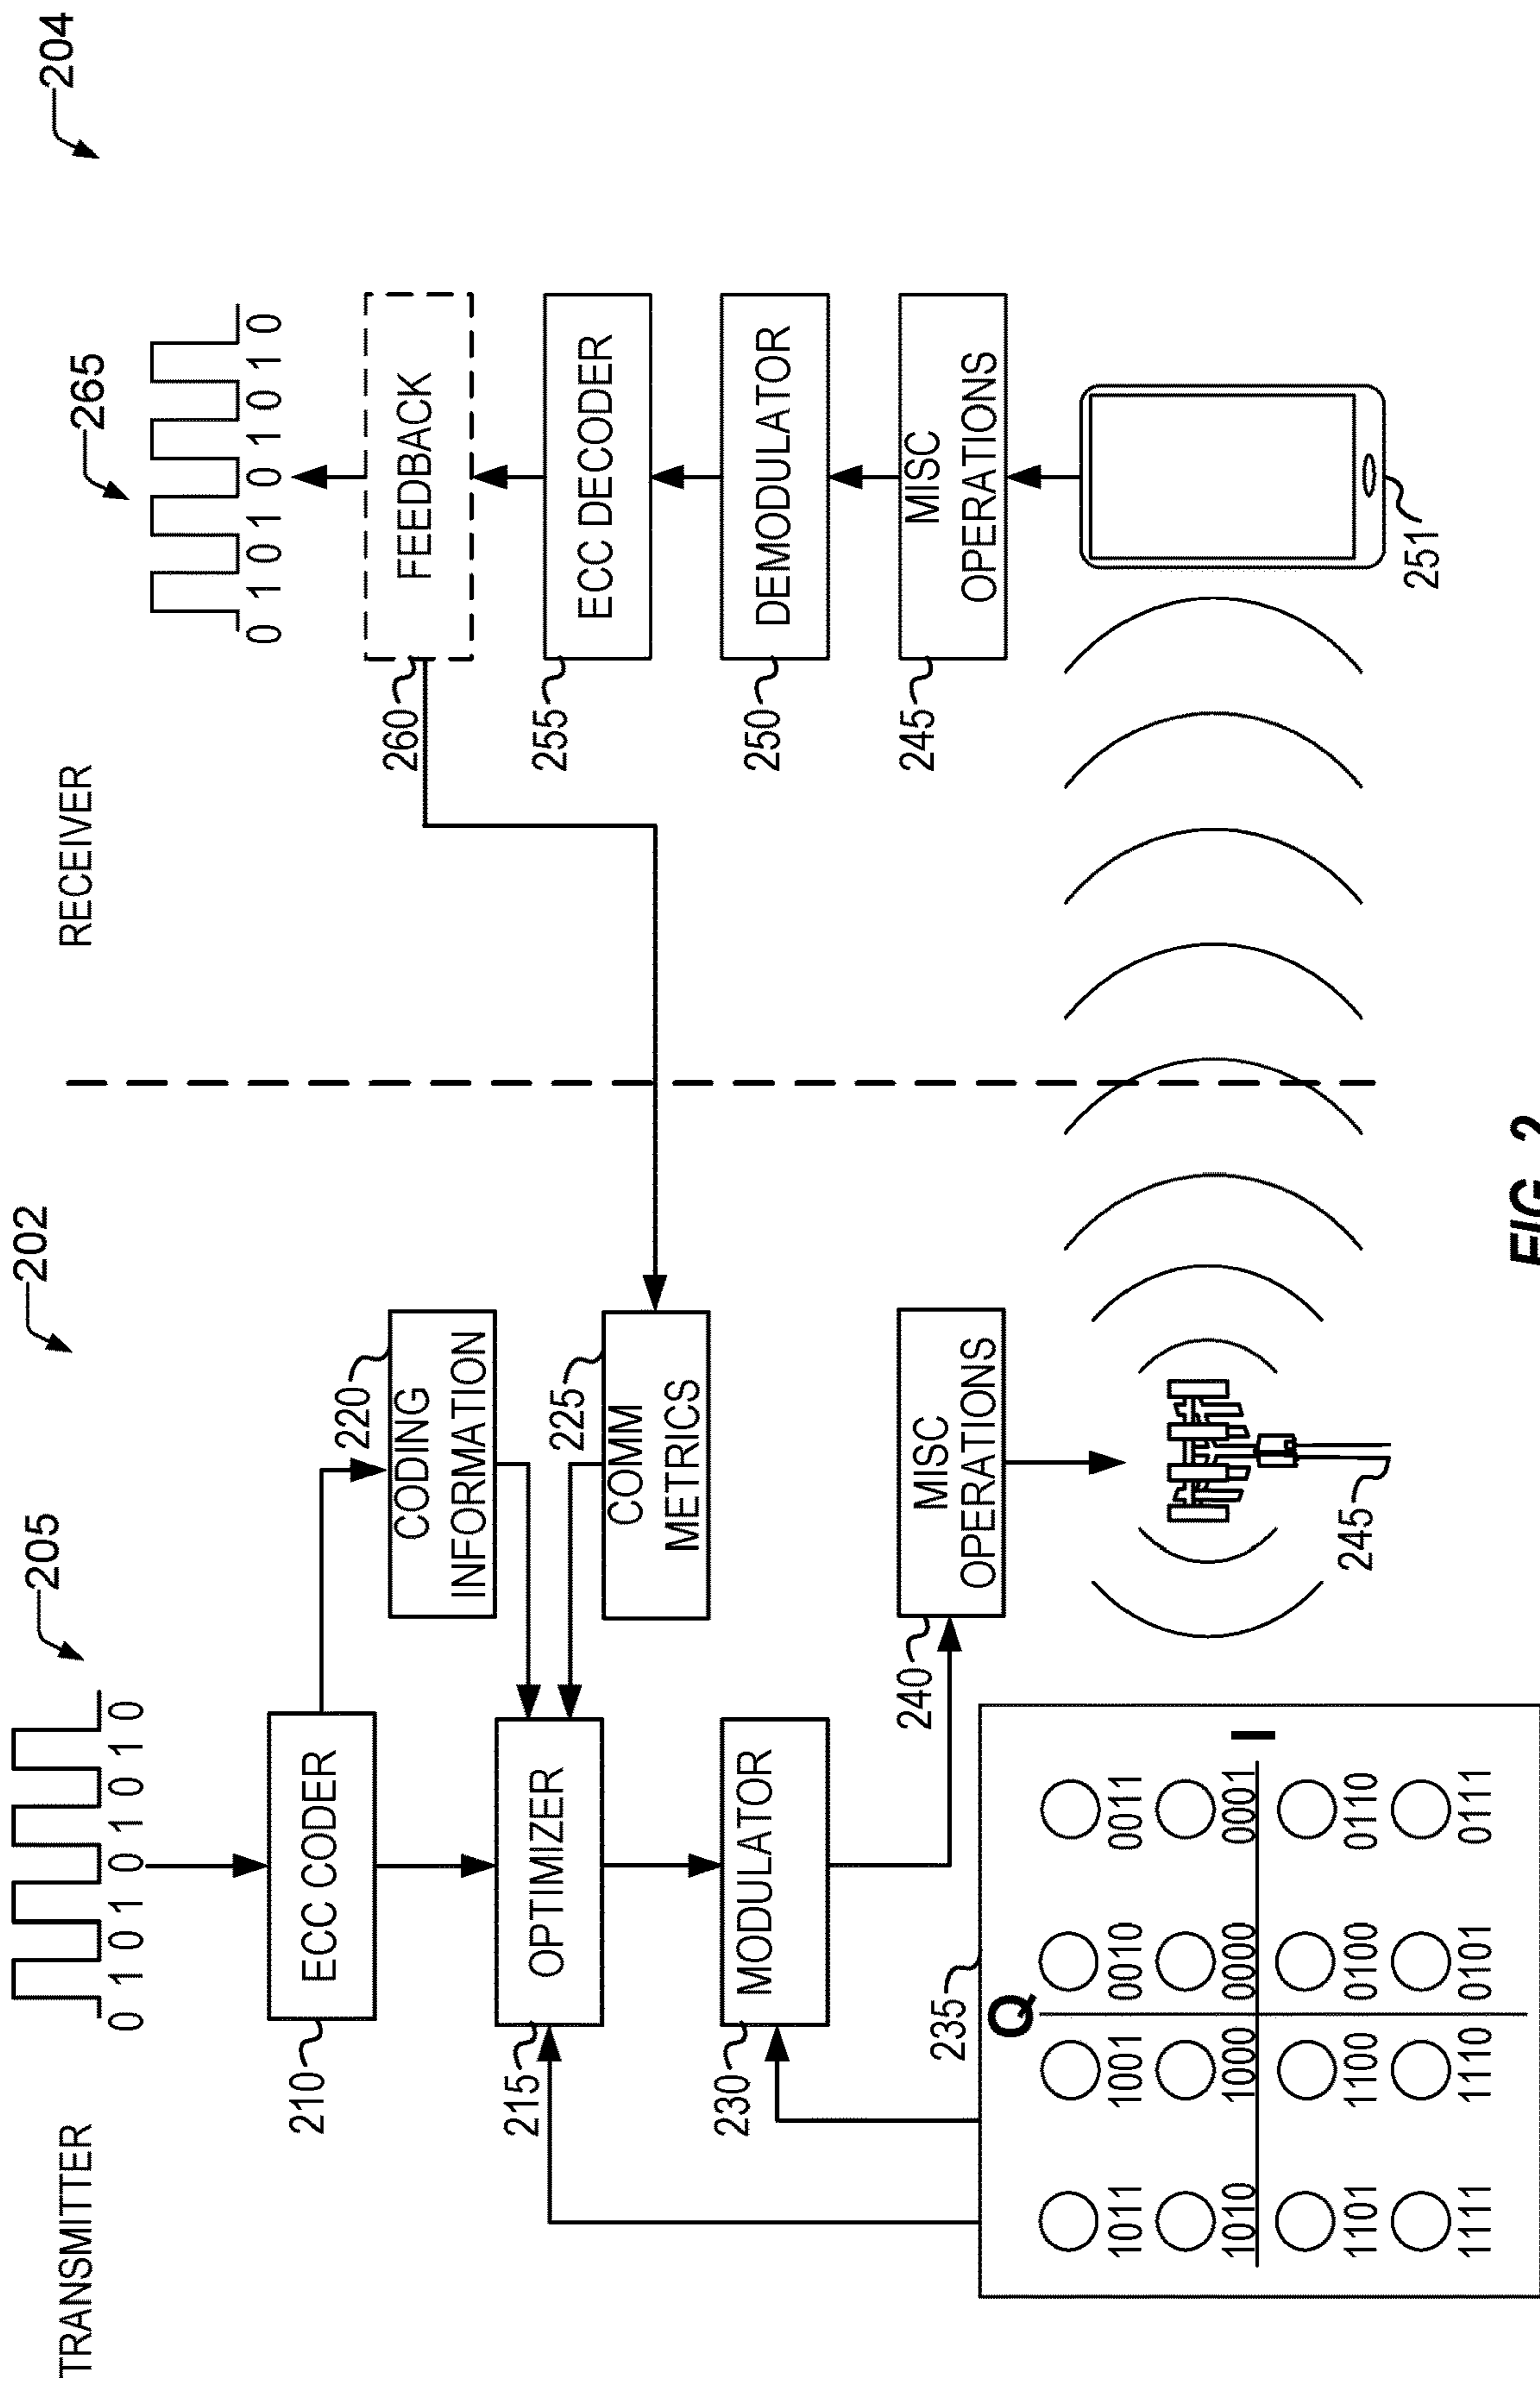 TRANSMITTER
202
RECEIVER
204
205
0 1 0 1 0 1 0 1 0
265
0 1 0 1 0 1 0 1 0
210
ECC CODER
220
CODING
INFORMATION
260
FEEDBACK
215
OPTIMIZER
225
COMM
METRICS
255
ECC DECODER
230
MODULATOR
250
DEMODULATOR
240
MISC
OPERATIONS
245
MISC
OPERATIONS
235
Q
1011 1001 0010 0011
1010 1000 0000 0001
I
1101 1100 0100 0110
1111 1110 0101 0111
245
251
FIG. 2